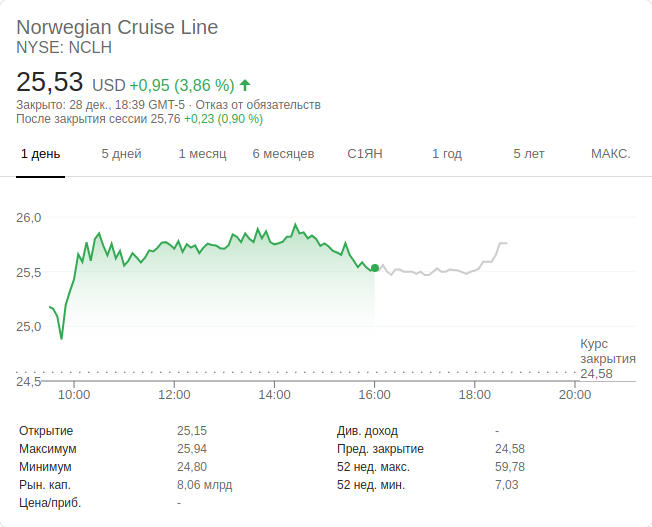 Norwegian Cruise Line
NYSE: NCLH
25,53 USD +0,95 (3,86 %)
Закрыто: 28 дек., 18:39 GMT-5 · Отказ от обязательств
После закрытия сессии 25,76 +0,23 (0,90 %)
1 день 5 дней 1 месяц 6 месяцев С1ЯН 1 год 5 лет МАКС.
26,0
25,5
25,0
Курс
закрытия
24,58
24,5
10:00 12:00 14:00 16:00 18:00 20:00
Открытие 25,15 Див. доход -
Максимум 25,94 Пред. закрытие 24,58
Минимум 24,80 52 нед. макс. 59,78
Рын. кап. 8,06 млрд 52 нед. мин. 7,03
Цена/приб. -